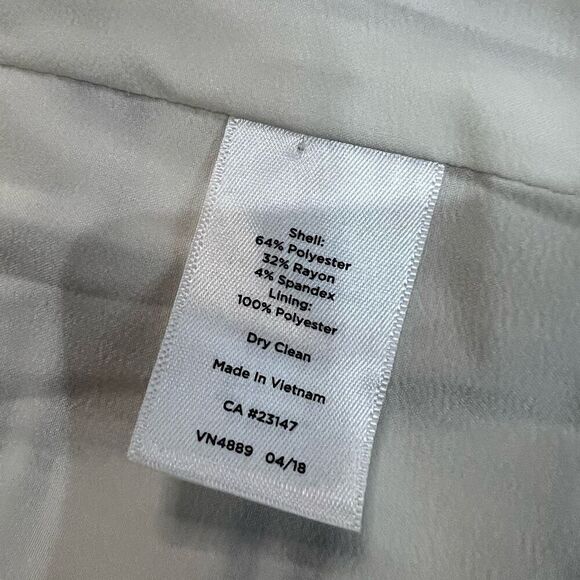 Shell:
64% Polyester
32% Rayon
4% Spandex
Lining:
100% Polyester
Dry Clean
Made In Vietnam
CA #23147
VN4889 04/18